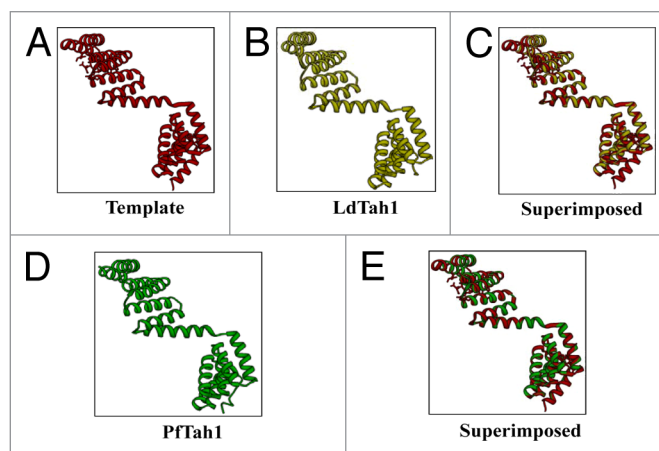 A
B
C
Template
LdTah1
Superimposed
D
E
PfTah1
Superimposed